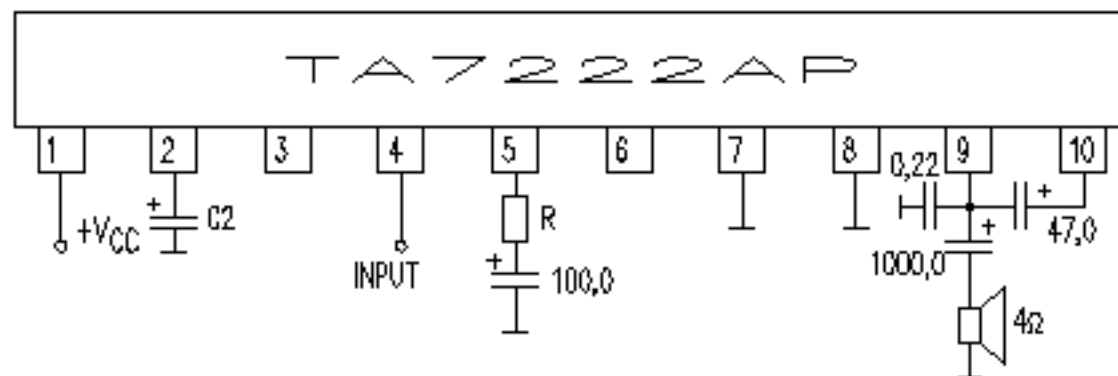 TA7222AP
1 2 3 4 5 6 7 8 9 10
0,22
+VCC
+ C2
INPUT
R
+ 100,0
+ 47,0
1000,0 +
4Ω